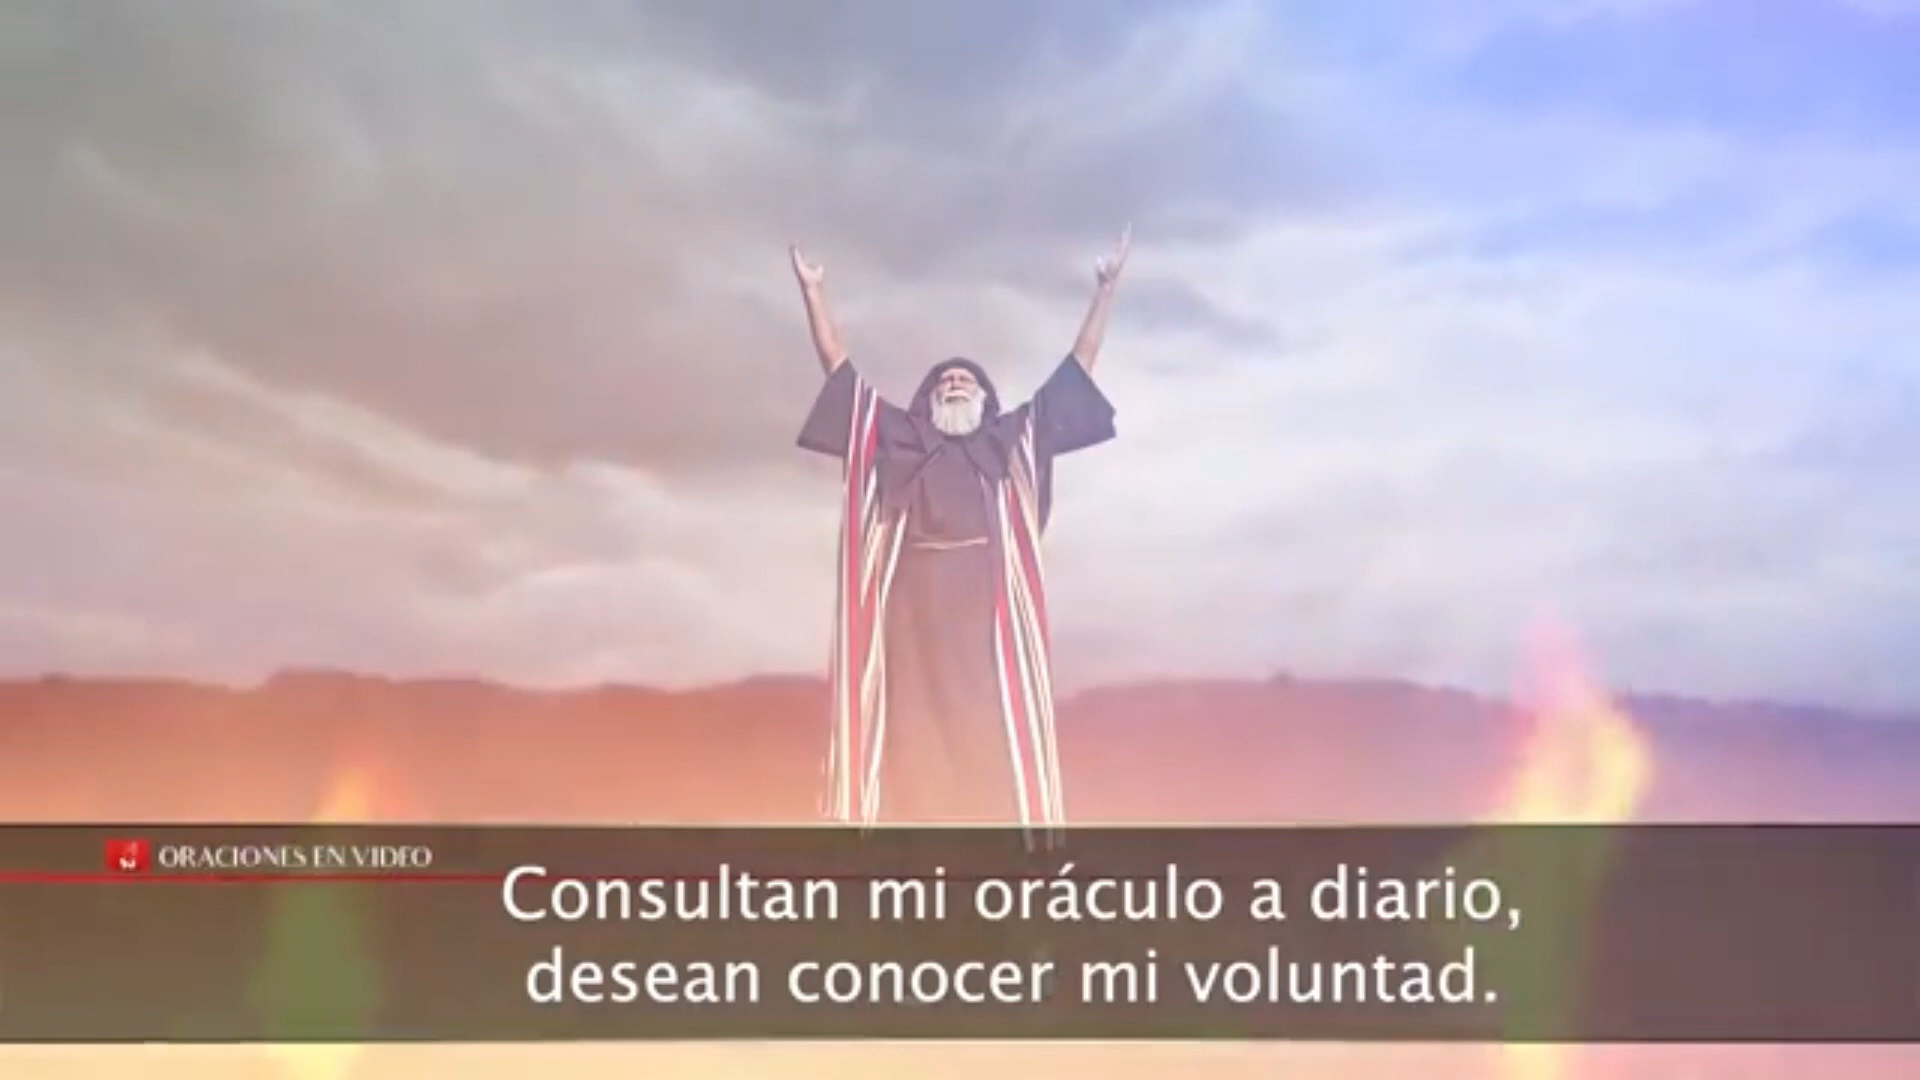 ORACIONES EN VIDEO
Consultan mi oráculo a diario,
desean conocer mi voluntad.